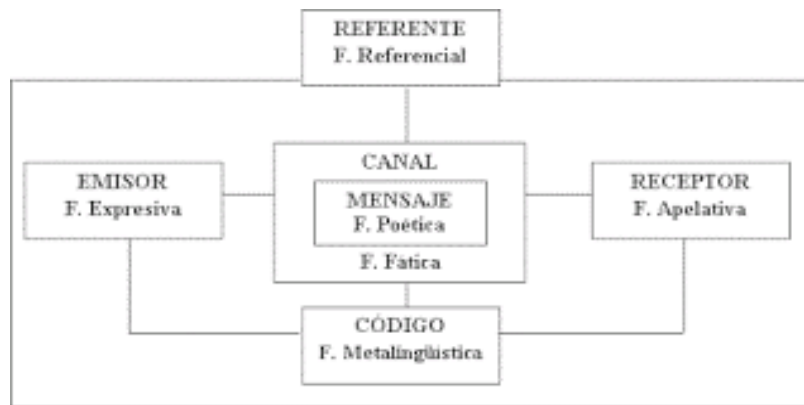 REFERENTE
F. Referencial
CANAL
EMISOR
F. Expresiva
MENSAJE
F. Poética
RECEPTOR
F. Apelativa
F. Fática
CÓDIGO
F. Metalingüística